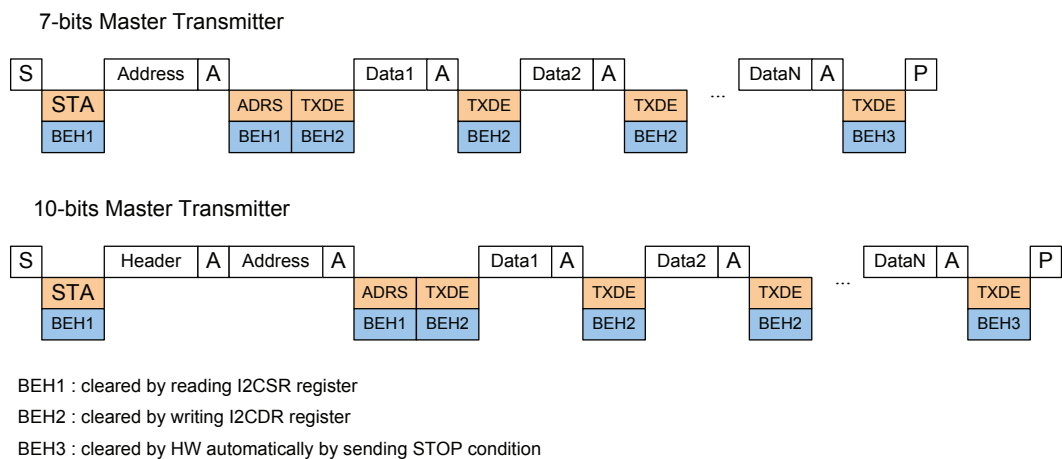 7-bits Master Transmitter
S Address A Data1 A Data2 A DataN A P
STA ADRS TXDE TXDE TXDE ... TXDE
BEH1 BEH1 BEH2 BEH2 BEH2 BEH3
10-bits Master Transmitter
S Header A Address A Data1 A Data2 A DataN A P
STA ADRS TXDE TXDE TXDE ... TXDE
BEH1 BEH1 BEH2 BEH2 BEH2 BEH3
BEH1 : cleared by reading I2CSR register
BEH2 : cleared by writing I2CDR register
BEH3 : cleared by HW automatically by sending STOP condition